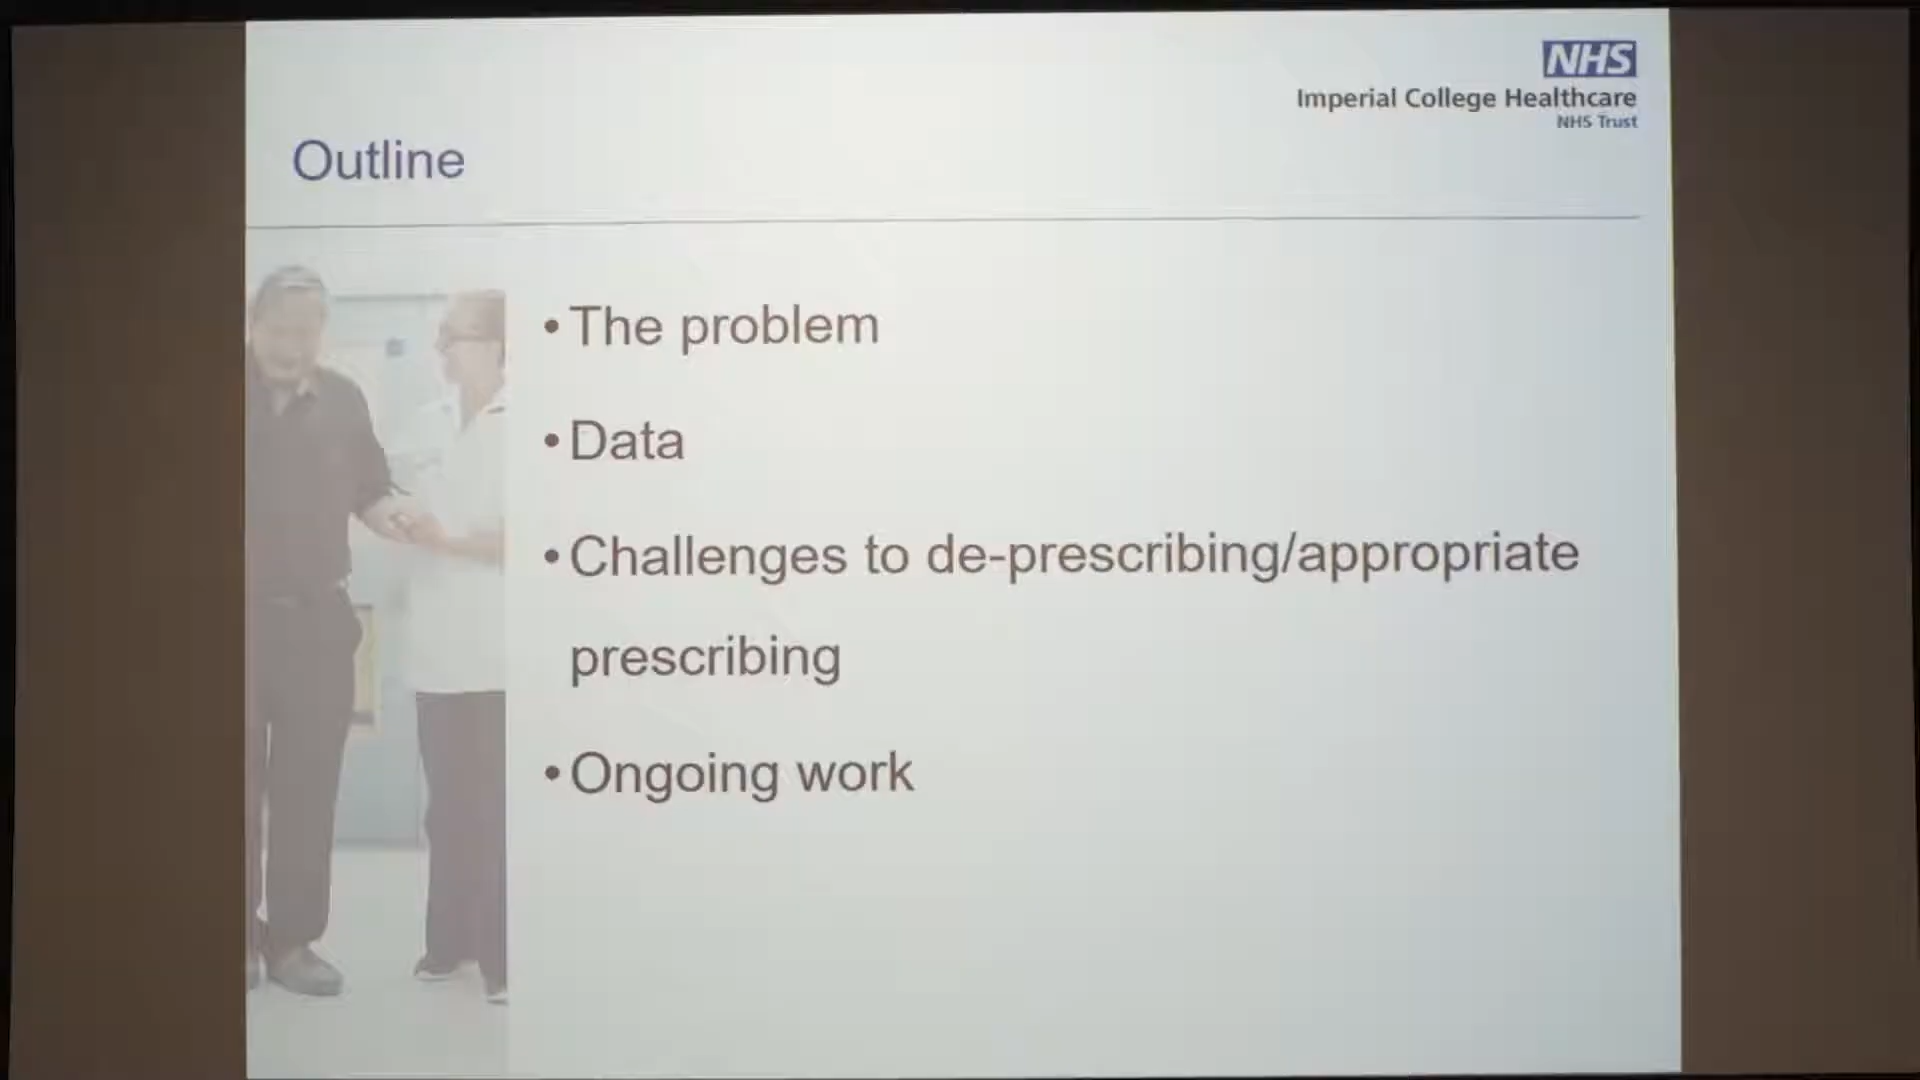 NHS
Imperial College Healthcare
NHS Trust
Outline
• The problem
• Data
• Challenges to de-prescribing/appropriate
prescribing
• Ongoing work